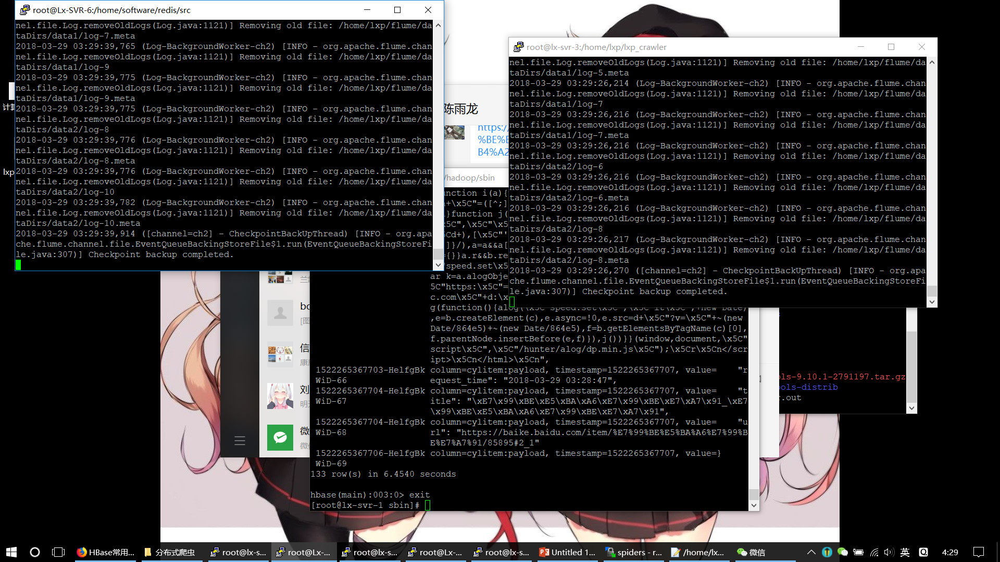 root@Lx-SVR-6:/home/software/redis/src
nel.file.Log.removeOldLogs(Log.java:1121)] Removing old file: /home/lxp/flume/da
taDirs/data1/log-7.meta
2018-03-29 03:29:39,765 (Log-BackgroundWorker-ch2) [INFO - org.apache.flume.chan
nel.file.Log.removeOldLogs(Log.java:1121)] Removing old file: /home/lxp/flume/da
taDirs/data1/log-9
2018-03-29 03:29:39,775 (Log-BackgroundWorker-ch2) [INFO - org.apache.flume.chan
nel.file.Log.removeOldLogs(Log.java:1121)] Removing old file: /home/lxp/flume/da
taDirs/data1/log-9.meta
2018-03-29 03:29:39,775 (Log-BackgroundWorker-ch2) [INFO - org.apache.flume.chan
nel.file.Log.removeOldLogs(Log.java:1121)] Removing old file: /home/lxp/flume/da
taDirs/data2/log-8
2018-03-29 03:29:39,776 (Log-BackgroundWorker-ch2) [INFO - org.apache.flume.chan
nel.file.Log.removeOldLogs(Log.java:1121)] Removing old file: /home/lxp/flume/da
taDirs/data2/log-8.meta
2018-03-29 03:29:39,776 (Log-BackgroundWorker-ch2) [INFO - org.apache.flume.chan
nel.file.Log.removeOldLogs(Log.java:1121)] Removing old file: /home/lxp/flume/da
taDirs/data2/log-10
2018-03-29 03:29:39,782 (Log-BackgroundWorker-ch2) [INFO - org.apache.flume.chan
nel.file.Log.removeOldLogs(Log.java:1121)] Removing old file: /home/lxp/flume/da
taDirs/data2/log-10.meta
2018-03-29 03:29:39,914 ([channel=ch2] - CheckpointBackUpThread) [INFO - org.apa
che.flume.channel.file.EventQueueBackingStoreFile$1.run(EventQueueBackingStoreFi
le.java:307)] Checkpoint backup completed.
root@lx-svr-3:/home/lxp/lxp_crawler
nel.file.Log.removeOldLogs(Log.java:1121)] Removing old file: /home/lxp/flume/da
taDirs/data1/log-5.meta
2018-03-29 03:29:26,214 (Log-BackgroundWorker-ch2) [INFO - org.apache.flume.chan
nel.file.Log.removeOldLogs(Log.java:1121)] Removing old file: /home/lxp/flume/da
taDirs/data1/log-7
2018-03-29 03:29:26,216 (Log-BackgroundWorker-ch2) [INFO - org.apache.flume.chan
nel.file.Log.removeOldLogs(Log.java:1121)] Removing old file: /home/lxp/flume/da
taDirs/data1/log-7.meta
2018-03-29 03:29:26,216 (Log-BackgroundWorker-ch2) [INFO - org.apache.flume.chan
nel.file.Log.removeOldLogs(Log.java:1121)] Removing old file: /home/lxp/flume/da
taDirs/data2/log-6
2018-03-29 03:29:26,216 (Log-BackgroundWorker-ch2) [INFO - org.apache.flume.chan
nel.file.Log.removeOldLogs(Log.java:1121)] Removing old file: /home/lxp/flume/da
taDirs/data2/log-6.meta
2018-03-29 03:29:26,216 (Log-BackgroundWorker-ch2) [INFO - org.apache.flume.chan
nel.file.Log.removeOldLogs(Log.java:1121)] Removing old file: /home/lxp/flume/da
taDirs/data2/log-8
2018-03-29 03:29:26,217 (Log-BackgroundWorker-ch2) [INFO - org.apache.flume.chan
nel.file.Log.removeOldLogs(Log.java:1121)] Removing old file: /home/lxp/flume/da
taDirs/data2/log-8.meta
2018-03-29 03:29:26,270 ([channel=ch2] - CheckpointBackUpThread) [INFO - org.apa
che.flume.channel.file.EventQueueBackingStoreFile$1.run(EventQueueBackingStoreFi
le.java:307)] Checkpoint backup completed.
计算
lxp
陈雨龙
https:/
%BE%E
B4%A2
/hadoop/sbin
unction i(a){
+\x5C"=([^;]
}function j(
x5C",\x5C"\x5
Cd+),[\x5C"'
]}/),a=a&&a[
={}}a.r&&b.re
speed.set\x5
ar k=a.alogObje
5C"https:\x5C"=
c.com\x5C"+d:\x
g(function(){alog(\x5C"speed.set\x5C",\x5C"lt\x5C",+new Date)
,e=b.createElement(c),e.async=!0,e.src=d+\x5C"?v=\x5C"+~(new
Date/864e5)+~(new Date/864e5),f=b.getElementsByTagName(c)[0],
f.parentNode.insertBefore(e,f)}),j())}}(window,document,\x5C"
script\x5C",\x5C"/hunter/alog/dp.min.js\x5C");\x5Cr\x5Cn</scr
ipt>\x5Cn</html>\x5Cn",
1522265367703-HelfgBk column=cylitem:payload, timestamp=1522265367707, value=    "r
WiD-66 equest_time": "2018-03-29 03:28:47",
1522265367704-HelfgBk column=cylitem:payload, timestamp=1522265367707, value=    "t
WiD-67 itle": "\xE7\x99\xBE\xE5\xBA\xA6\xE7\x99\xBE\xE7\xA7\x91_\xE7
\x99\xBE\xE5\xBA\xA6\xE7\x99\xBE\xE7\xA7\x91",
1522265367704-HelfgBk column=cylitem:payload, timestamp=1522265367707, value=    "u
WiD-68 rl": "https://baike.baidu.com/item/%E7%99%BE%E5%BA%A6%E7%99%B
E%E7%A7%91/85895#2_1"
1522265367706-HelfgBk column=cylitem:payload, timestamp=1522265367707, value=}
WiD-69
133 row(s) in 6.4540 seconds
hbase(main):003:0> exit
[root@lx-svr-1 sbin]#
bo
[图
信
康
刘
明
微
微
ols-9.10.1-2791197.tar.gz
ools-distrib
r.out
HBase常用...
分布式爬虫
root@lx-s...
root@Lx-...
root@lx-s...
root@Lx-...
root@lx-s...
Untitled 1...
spiders - r...
/home/lx...
微信
英
4:29